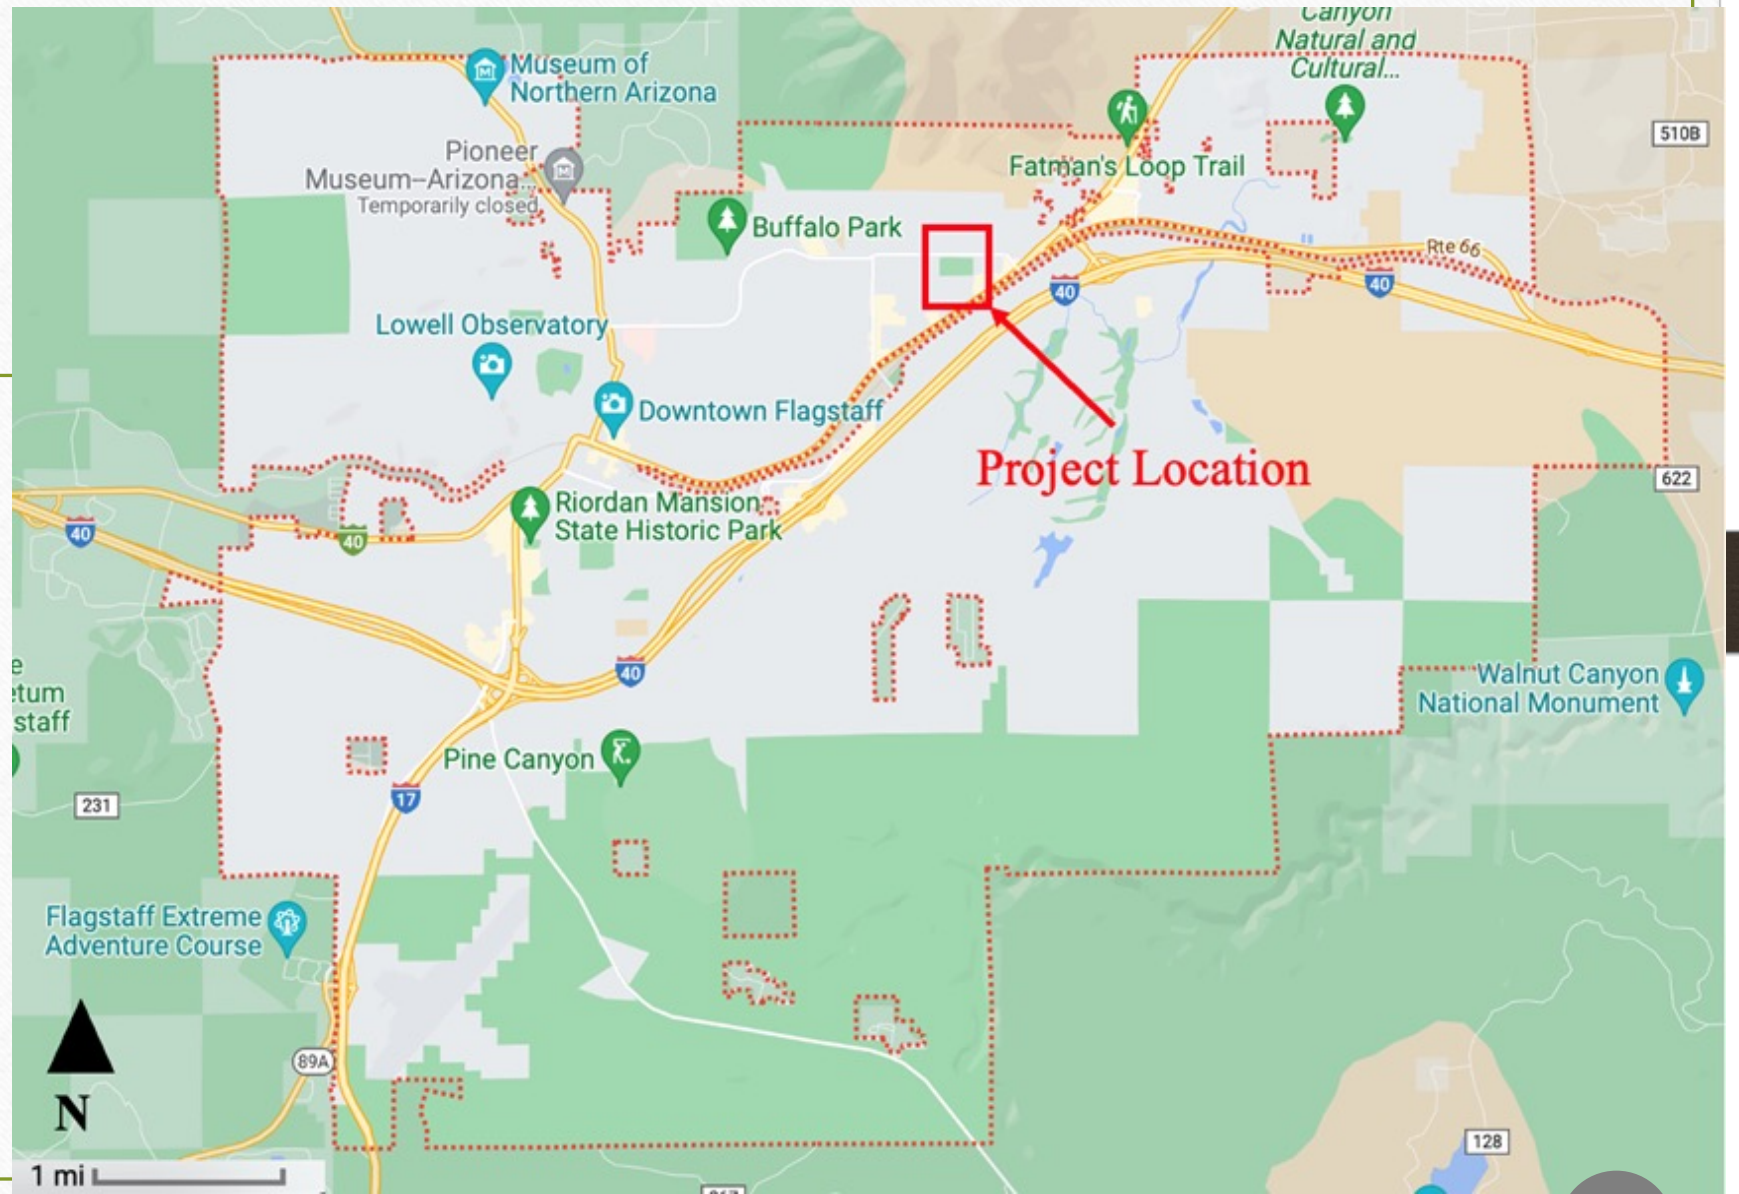 Canyon
Natural and
Cultural...
Museum of
Northern Arizona
510B
Pioneer
Museum–Arizona...
Temporarily closed
Fatman's Loop Trail
Buffalo Park
Rte 66
40
40
Lowell Observatory
Downtown Flagstaff
Project Location
622
Riordan Mansion
State Historic Park
40
40
e
etum
staff
40
Walnut Canyon
National Monument
Pine Canyon
17
231
Flagstaff Extreme
Adventure Course
89A
N
128
1 mi